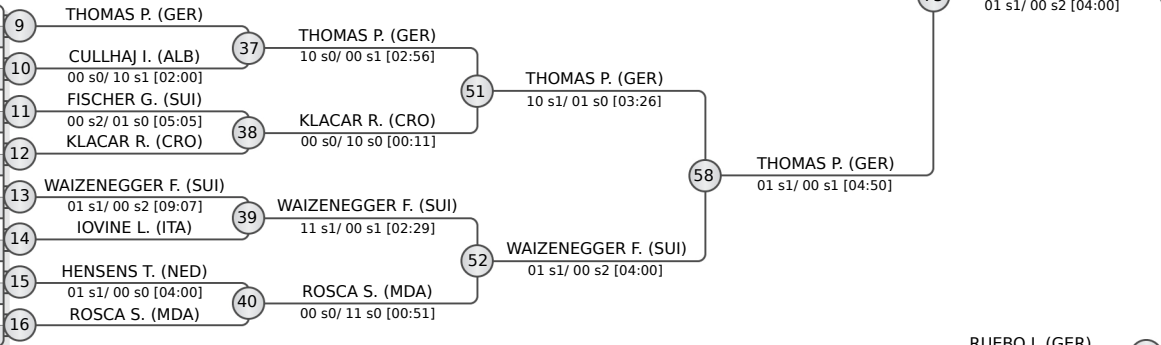 01 s1/ 00 s2 [04:00]
9
THOMAS P. (GER)
37
THOMAS P. (GER)
10 s0/ 00 s1 [02:56]
10
CULLHAJ I. (ALB)
00 s0/ 10 s1 [02:00]
51
THOMAS P. (GER)
10 s1/ 01 s0 [03:26]
11
FISCHER G. (SUI)
00 s2/ 01 s0 [05:05]
38
KLACAR R. (CRO)
00 s0/ 10 s0 [00:11]
12
KLACAR R. (CRO)
58
THOMAS P. (GER)
01 s1/ 00 s1 [04:50]
13
WAIZENEGGER F. (SUI)
01 s1/ 00 s2 [09:07]
39
WAIZENEGGER F. (SUI)
11 s1/ 00 s1 [02:29]
14
IOVINE L. (ITA)
52
WAIZENEGGER F. (SUI)
01 s1/ 00 s2 [04:00]
15
HENSENS T. (NED)
01 s1/ 00 s0 [04:00]
40
ROSCA S. (MDA)
00 s0/ 11 s0 [00:51]
16
ROSCA S. (MDA)